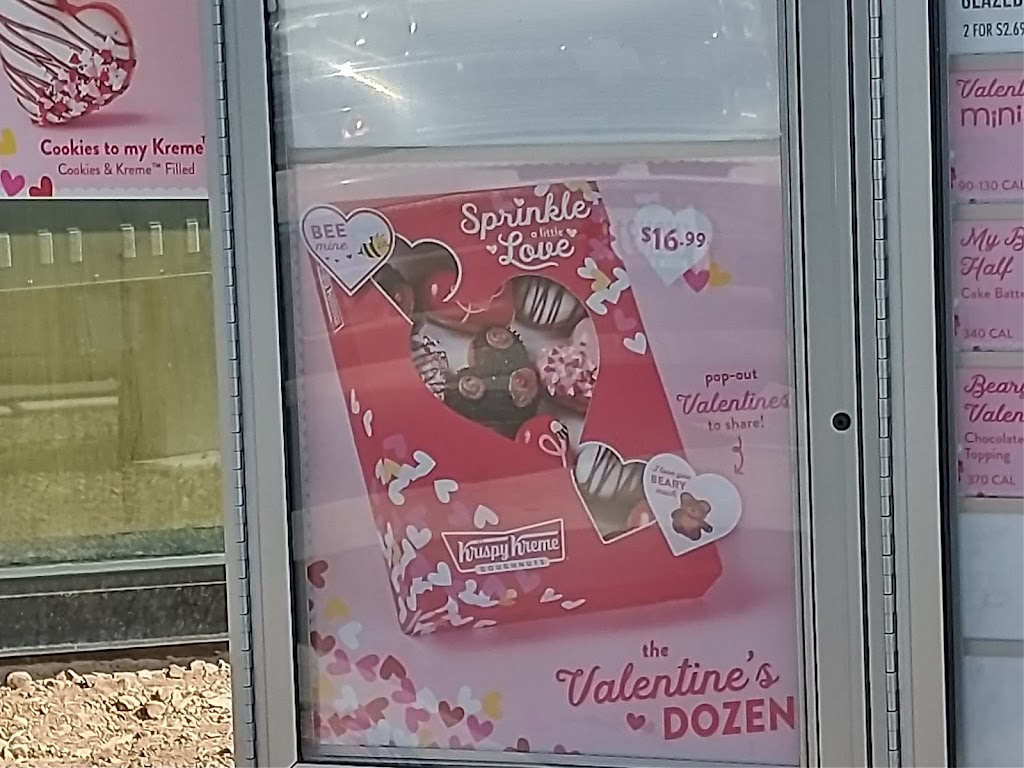 Cookies to my Kreme
Cookies & Kreme™ Filled
BEE
mine
Sprinkle
a little
Love
$16.99
pop-out
Valentines
to share!
I love you
BEARY
much
Krispy Kreme
DOUGHNUTS
the
Valentine's
DOZEN
GLAZED
2 FOR $2.69
Valent
mini
90-130 CAL
My B
Half
Cake Batte
340 CAL
Beary
Valen
Chocolate
Topping
370 CAL